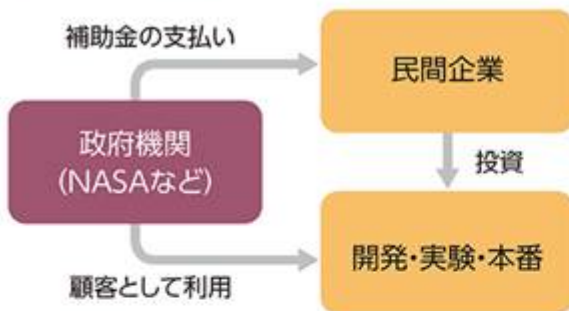 補助金の支払い
民間企業
政府機関
(NASAなど)
投資
開発・実験・本番
顧客として利用